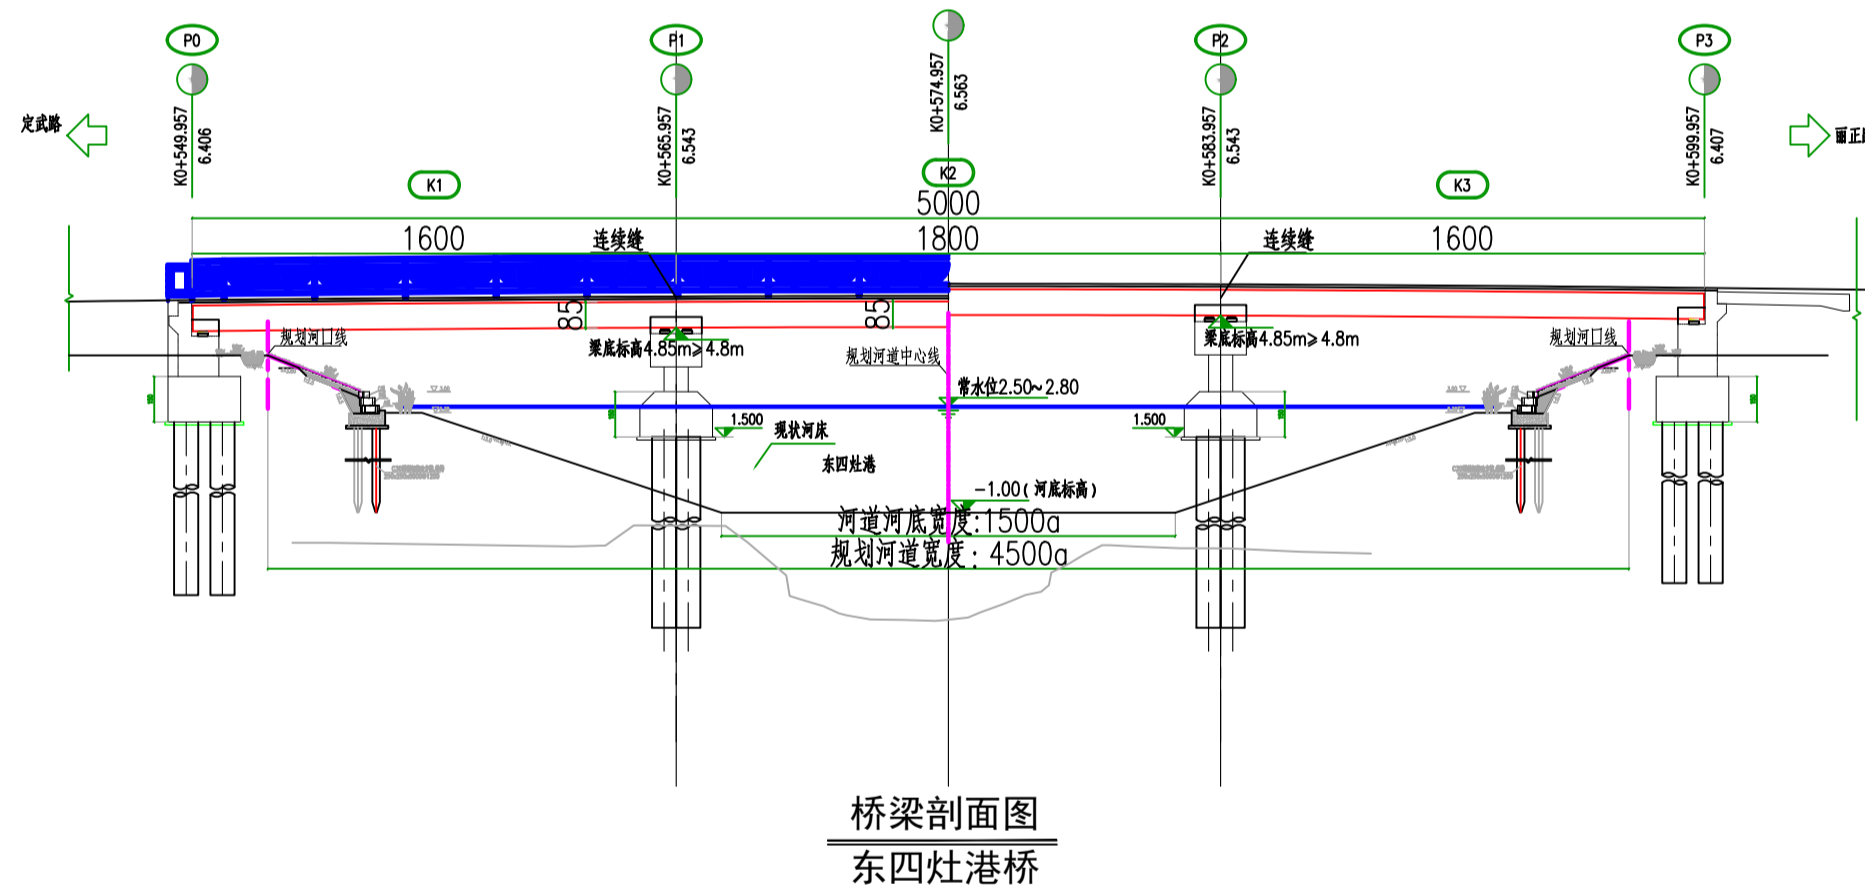 P0
P1
P2
P3
定武路
K0+549.957
6.406
K0+565.957
6.543
K0+574.957
6.563
K0+583.957
6.543
K0+599.957
6.407
丽正
K1
K2
K3
5000
1600
连续缝
1800
连续缝
1600
85
85
规划河口线
梁底标高4.85m≥4.8m
规划河道中心线
梁底标高4.85m≥4.8m
规划河口线
常水位2.50~2.80
1.500
现状河床
1.500
东四灶港
-1.00(河底标高)
河道河底宽度:1500a
规划河道宽度: 4500a
桥梁剖面图
东四灶港桥